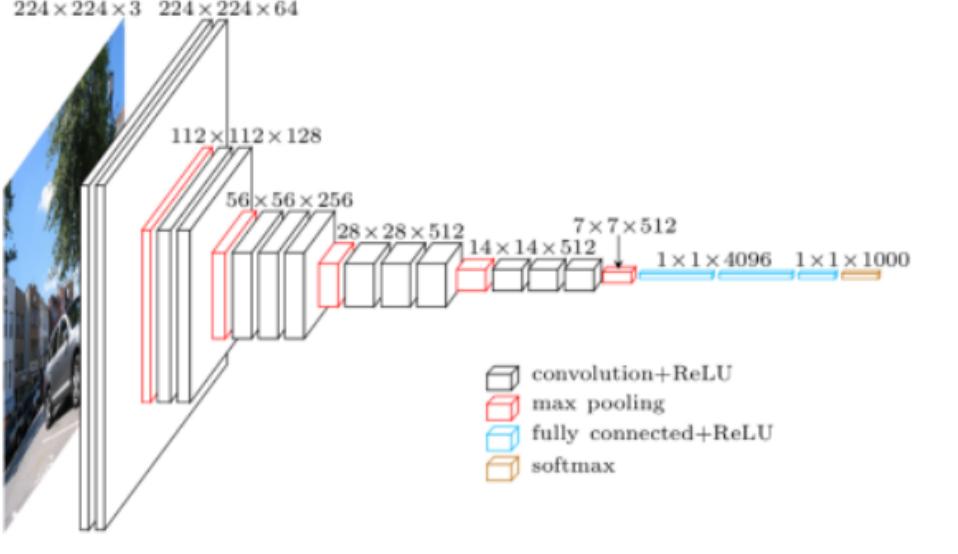 224×224×3
224×224×64
112×112×128
56×56×256
28×28×512
14×14×512
7×7×512
1×1×4096
1×1×1000
convolution+ReLU
max pooling
fully connected+ReLU
softmax